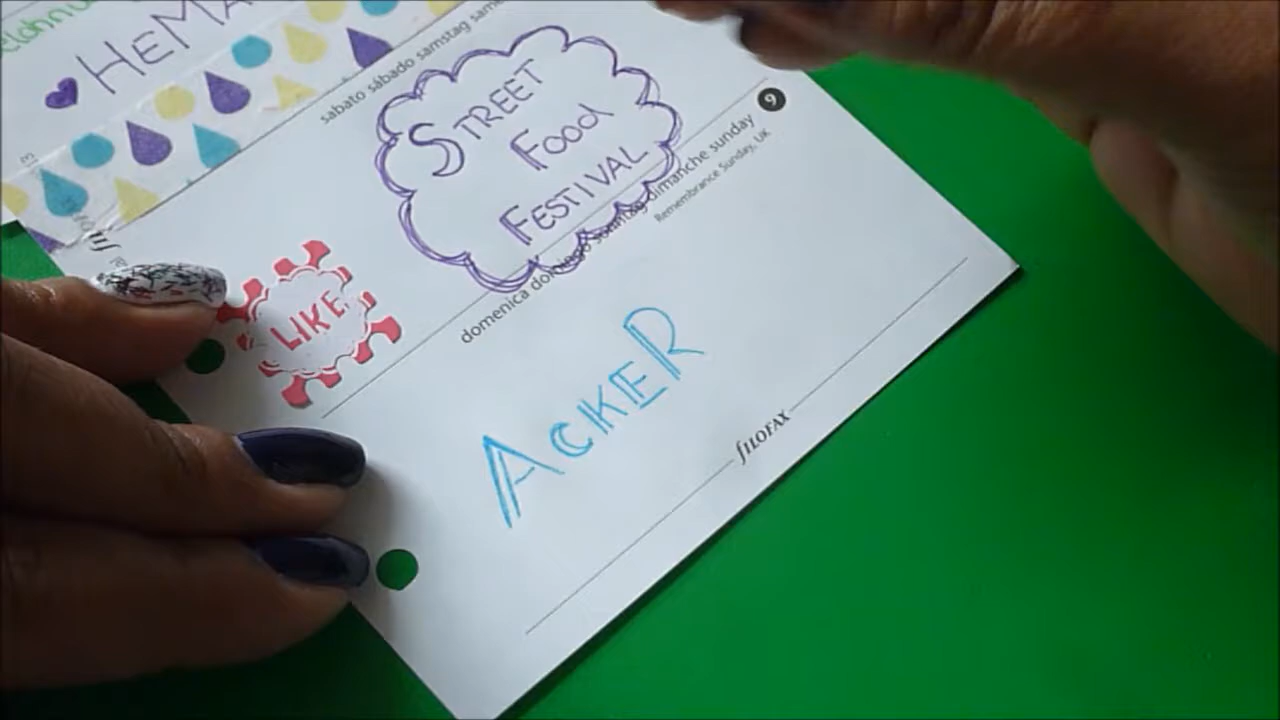 HEMA
sabato sábado samstag same
STREET
FooD
FESTIVAL
9
domenica domingo sonntag dimanche sunday
Remembrance Sunday, UK
LIKE
ACKER
FILOFAX